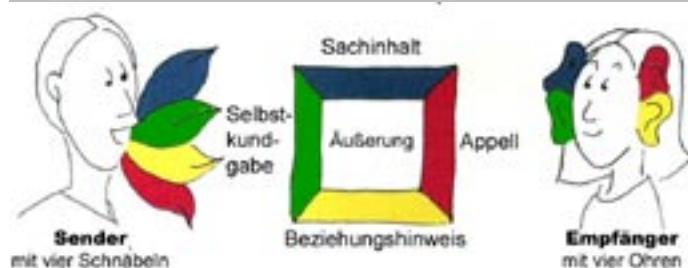 Sachinhalt
Selbst-
kund-
gabe
Äußerung
Appell
Beziehungshinweis
Sender
mit vier Schnäbeln
Empfänger
mit vier Ohren